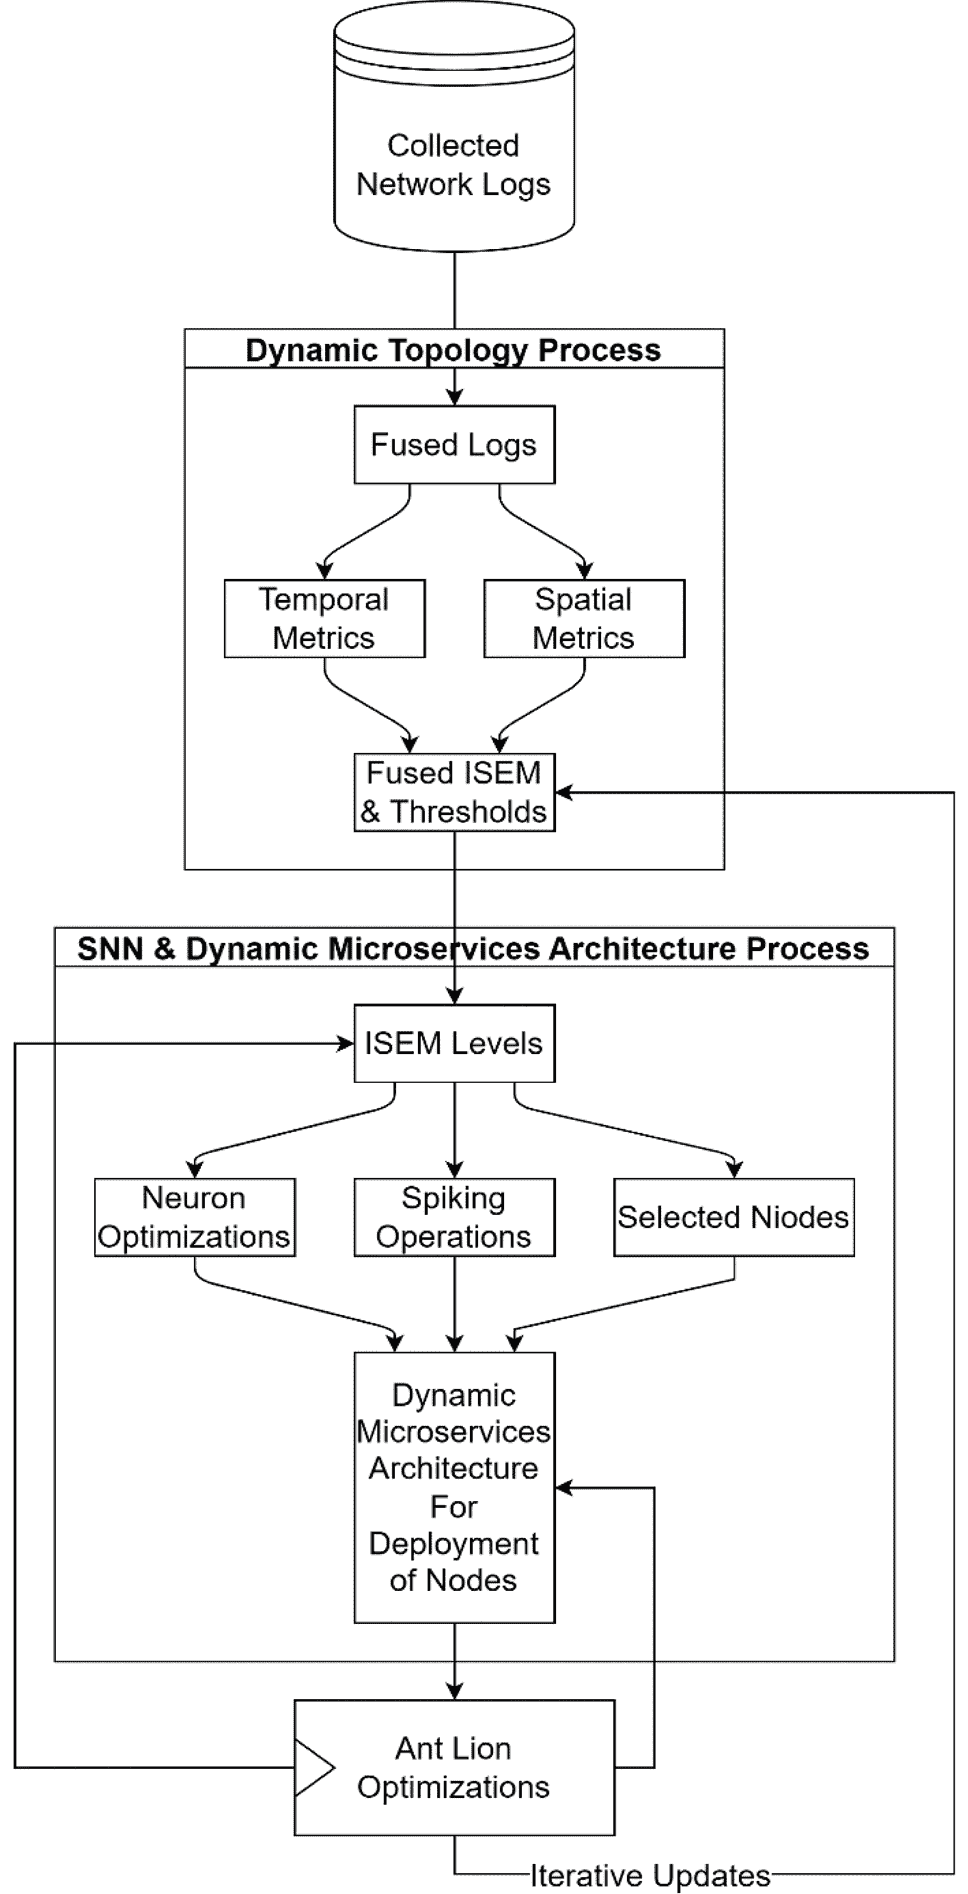 Collected
Network Logs
Dynamic Topology Process
Fused Logs
Temporal
Metrics
Spatial
Metrics
Fused ISEM
& Thresholds
SNN & Dynamic Microservices Architecture Process
ISEM Levels
Neuron
Optimizations
Spiking
Operations
Selected Niodes
Dynamic
Microservices
Architecture
For
Deployment
of Nodes
Ant Lion
Optimizations
Iterative Updates